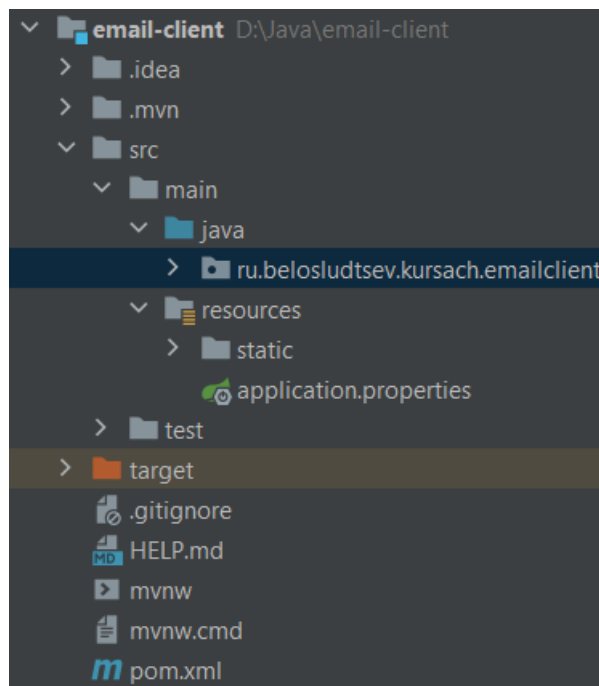 email-client D:\Java\email-client
.idea
.mvn
src
main
java
ru.belosludtsev.kursach.emailclient
resources
static
application.properties
test
target
.gitignore
MD HELP.md
mvnw
mvnw.cmd
m pom.xml